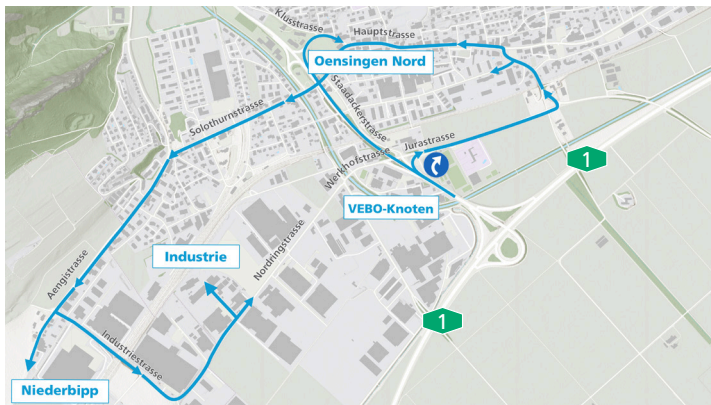 Klusstrasse
Hauptstrasse
Oensingen Nord
Staadackerstrasse
Solothurnstrasse
Jurastrasse
Werkhofstrasse
1
VEBO-Knoten
Industrie
Nordringstrasse
Aengistrasse
1
Industriestrasse
Niederbipp